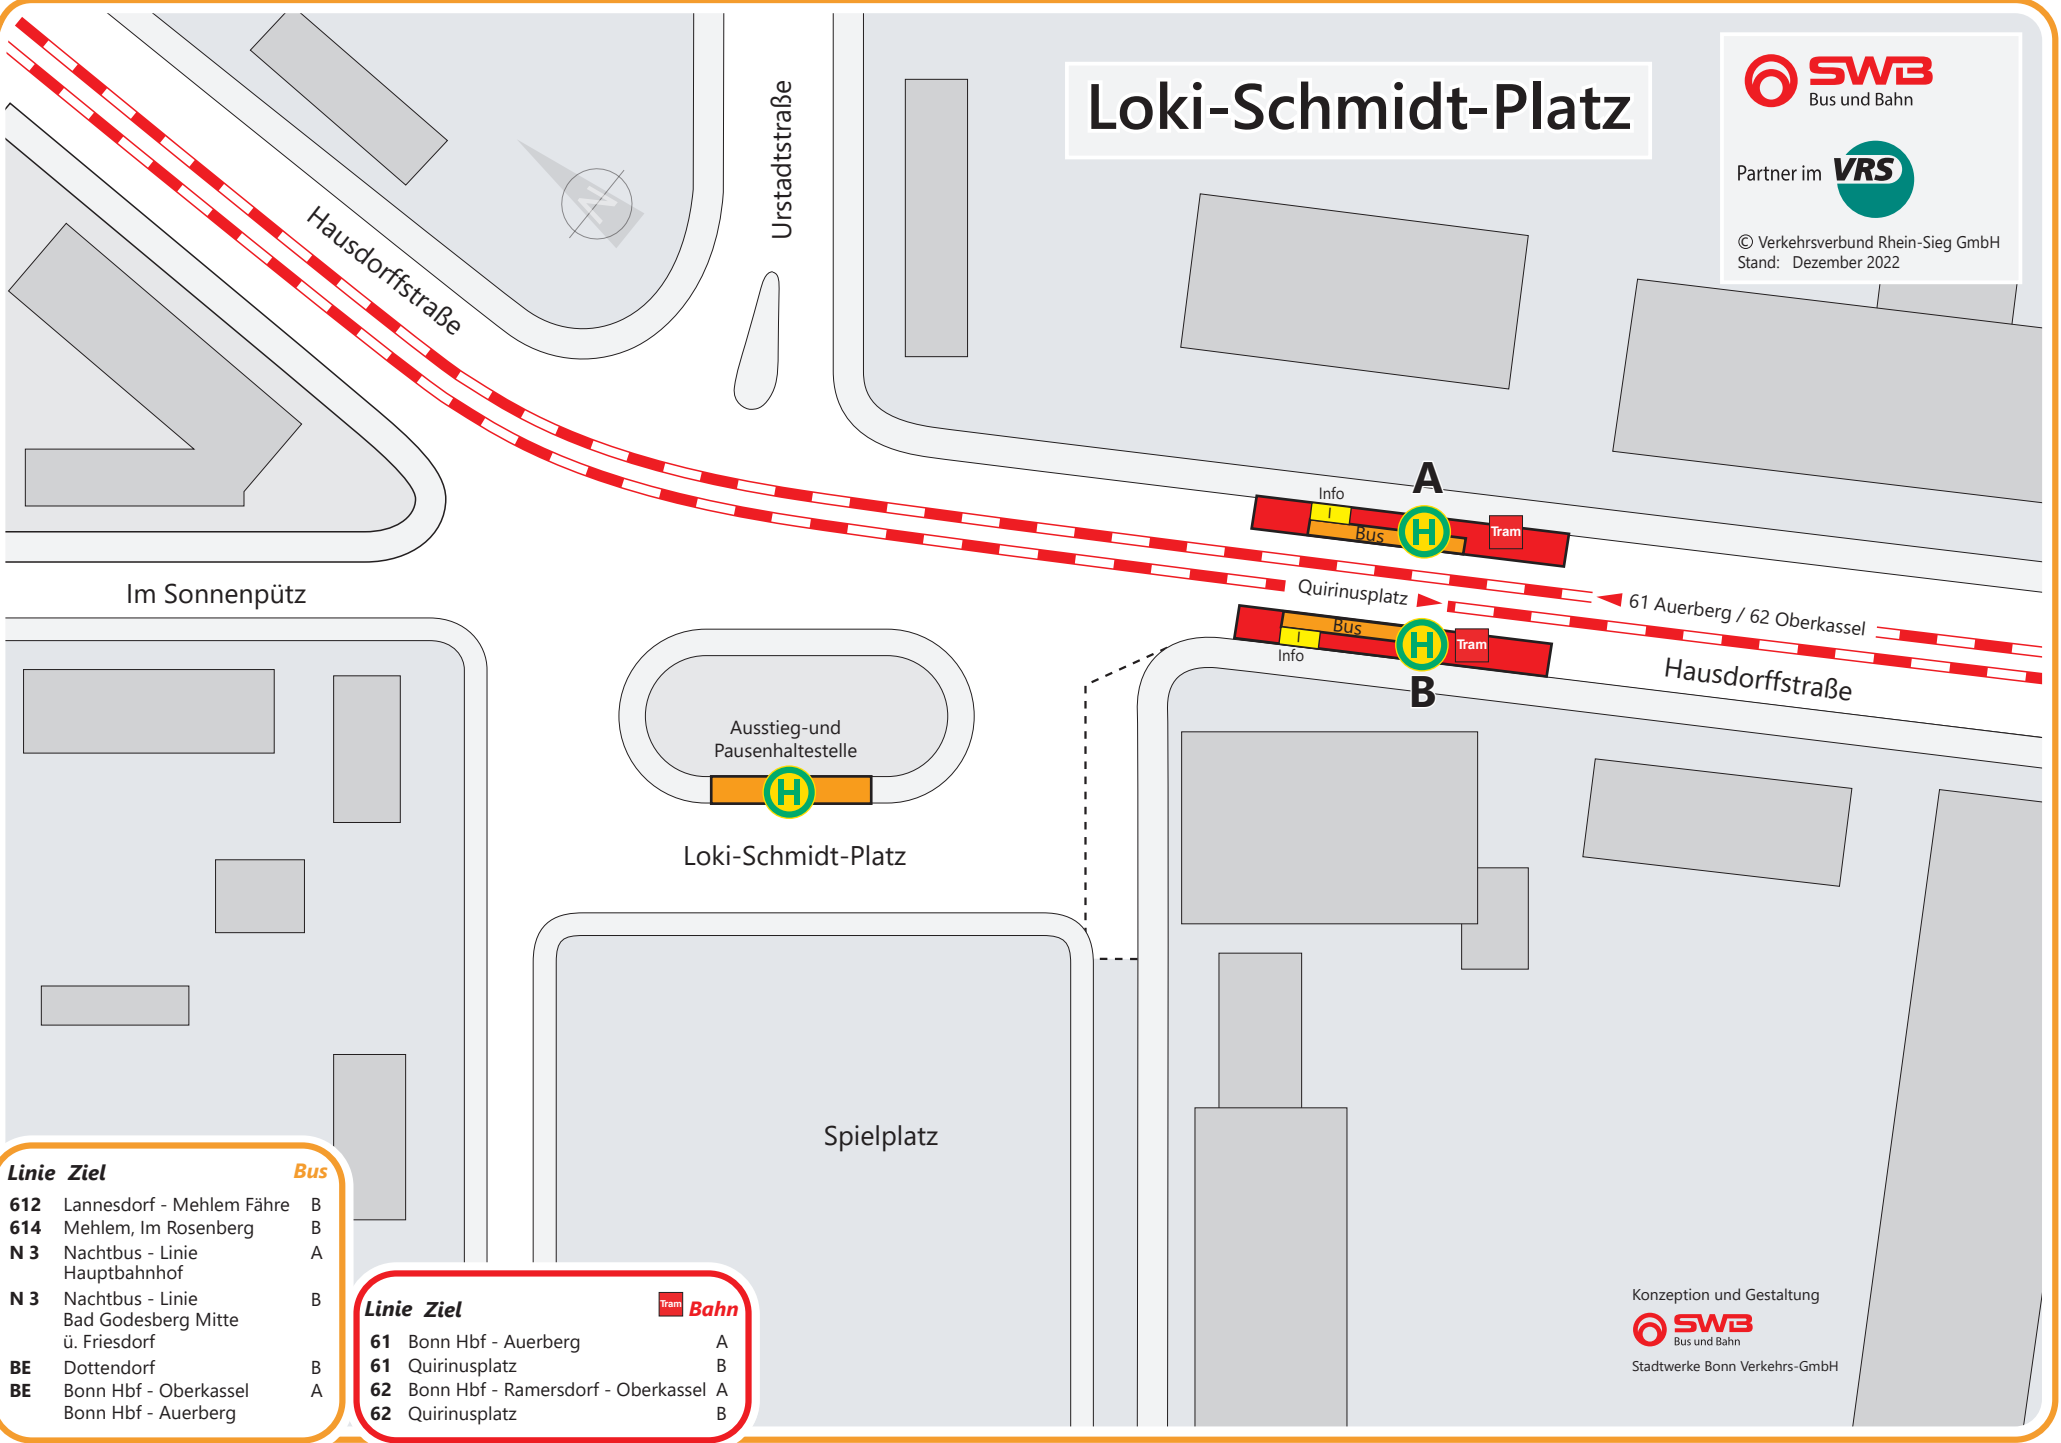 Loki-Schmidt-Platz
SWB
Bus und Bahn
Partner im VRS
© Verkehrsverbund Rhein-Sieg GmbH
Stand: Dezember 2022
Urstadtstraße
Hausdorffstraße
N
A
Info
I
Bus
H
Tram
Quirinusplatz
61 Auerberg / 62 Oberkassel
Bus
I
H
Tram
Info
B
Hausdorffstraße
Im Sonnenpütz
Ausstieg-und
Pausenhaltestelle
H
Loki-Schmidt-Platz
Spielplatz
Linie Ziel Bus
612 Lannesdorf - Mehlem Fähre B
614 Mehlem, Im Rosenberg B
N 3 Nachtbus - Linie A
Hauptbahnhof
N 3 Nachtbus - Linie B
Bad Godesberg Mitte
ü. Friesdorf
BE Dottendorf B
BE Bonn Hbf - Oberkassel A
Bonn Hbf - Auerberg
Linie Ziel Tram Bahn
61 Bonn Hbf - Auerberg A
61 Quirinusplatz B
62 Bonn Hbf - Ramersdorf - Oberkassel A
62 Quirinusplatz B
Konzeption und Gestaltung
SWB
Bus und Bahn
Stadtwerke Bonn Verkehrs-GmbH